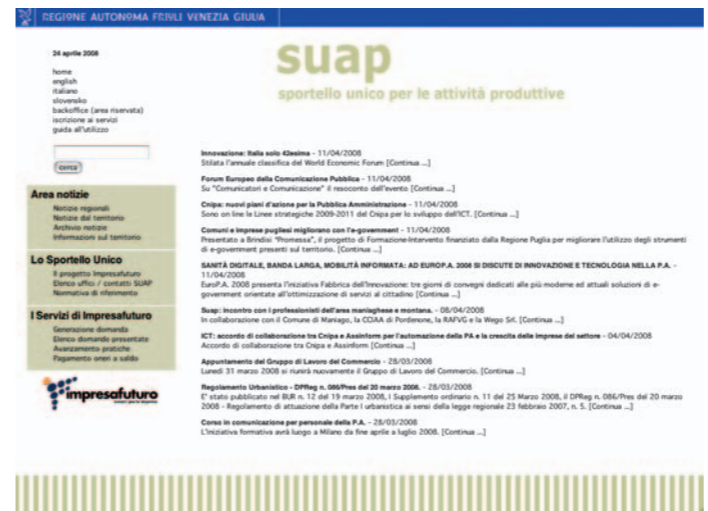 REGIONE AUTONOMA FRIULI VENEZIA GIULIA
24 aprile 2008
home
english
italiano
slovensko
backoffice (area riservata)
iscrizione ai servizi
guida all'utilizzo
cerca
Area notizie
Notizie regionali
Notizie dal territorio
Archivio notizie
Informazioni sul territorio
Lo Sportello Unico
Il progetto Impresafuturo
Elenco uffici / contatti SUAP
Normativa di riferimento
I Servizi di Impresafuturo
Generazione domanda
Elenco domande presentate
Avanzamento pratiche
Pagamento oneri a saldo
impresafuturo
suap
sportello unico per le attività produttive
Innovazione: Italia solo 42esima - 11/04/2008
Stilata l'annuale classifica del World Economic Forum [Continua ...]
Forum Europeo della Comunicazione Pubblica - 11/04/2008
Su "Comunicatori e Comunicazione" il resoconto dell'evento [Continua ...]
Cnipa: nuovi piani d'azione per la Pubblica Amministrazione - 11/04/2008
Sono on line le Linee strategiche 2009-2011 del Cnipa per lo sviluppo dell'ICT. [Continua ...]
Comuni e imprese pugliesi migliorano con l'e-government - 11/04/2008
Presentato a Brindisi "Promessa", il progetto di Formazione-Intervento finanziato dalla Regione Puglia per migliorare l'utilizzo degli strumenti
di e-government presenti sul territorio. [Continua ...]
SANITÀ DIGITALE, BANDA LARGA, MOBILITÀ INFORMATA: AD EUROP.A. 2008 SI DISCUTE DI INNOVAZIONE E TECNOLOGIA NELLA P.A. -
11/04/2008
EuroP.A. 2008 presenta l'iniziativa Fabbrica dell'Innovazione: tre giorni di convegni dedicati alle più moderne ed attuali soluzioni di e-
government orientate all'ottimizzazione di servizi al cittadino [Continua ...]
Suap: incontro con i professionisti dell'area maniaghese e montana. - 08/04/2008
In collaborazione con il Comune di Maniago, la CCIAA di Pordenone, la RAFVG e la Wego Srl. [Continua ...]
ICT: accordo di collaborazione tra Cnipa e Assinform per l'automazione della PA e la crescita delle imprese del settore - 04/04/2008
Accordo di collaborazione tra Cnipa e Assinform [Continua ...]
Appuntamento del Gruppo di Lavoro del Commercio - 28/03/2008
Lunedì 31 marzo 2008 si riunirà nuovamente il Gruppo di Lavoro del Commercio. [Continua ...]
Regolamento Urbanistico - DPReg n. 086/Pres del 20 marzo 2008. - 28/03/2008
E' stato pubblicato nel BUR n. 12 del 19 marzo 2008, I Supplemento ordinario n. 11 del 25 Marzo 2008, il DPReg n. 086/Pres del 20 marzo
2008 - Regolamento di attuazione della Parte I urbanistica ai sensi della legge regionale 23 febbraio 2007, n. 5. [Continua ...]
Corso in comunicazione per personale della P.A. - 28/03/2008
L'iniziativa formativa avrà luogo a Milano da fine aprile a luglio 2008. [Continua ...]